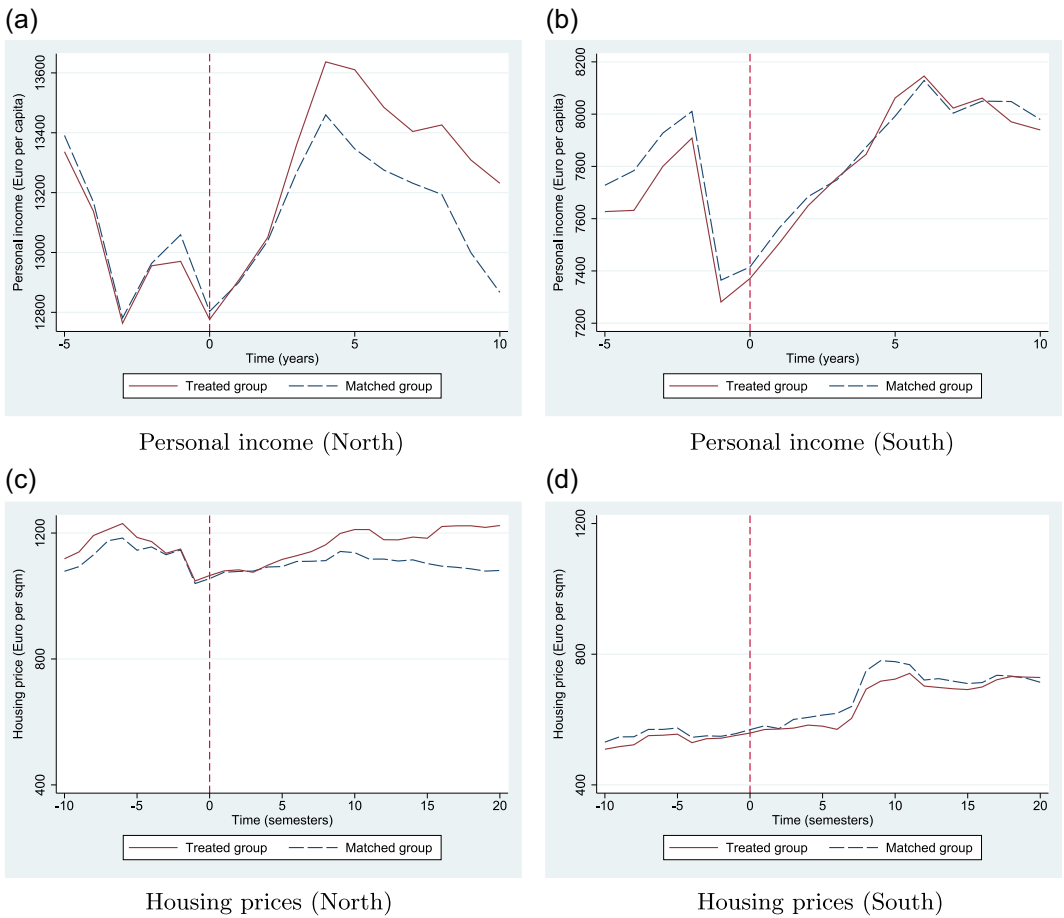 (a)
Personal income (Euro per capita)
13600
13400
13200
13000
12800
-5
0
5
10
Time (years)
Treated group
Matched group
Personal income (North)
(b)
Personal income (Euro per capita)
8200
8000
7800
7600
7400
7200
-5
0
5
10
Time (years)
Treated group
Matched group
Personal income (South)
(c)
Housing price (Euro per sqm)
1200
800
400
-10
-5
0
5
10
15
20
Time (semesters)
Treated group
Matched group
Housing prices (North)
(d)
Housing price (Euro per sqm)
1200
800
400
-10
-5
0
5
10
15
20
Time (semesters)
Treated group
Matched group
Housing prices (South)